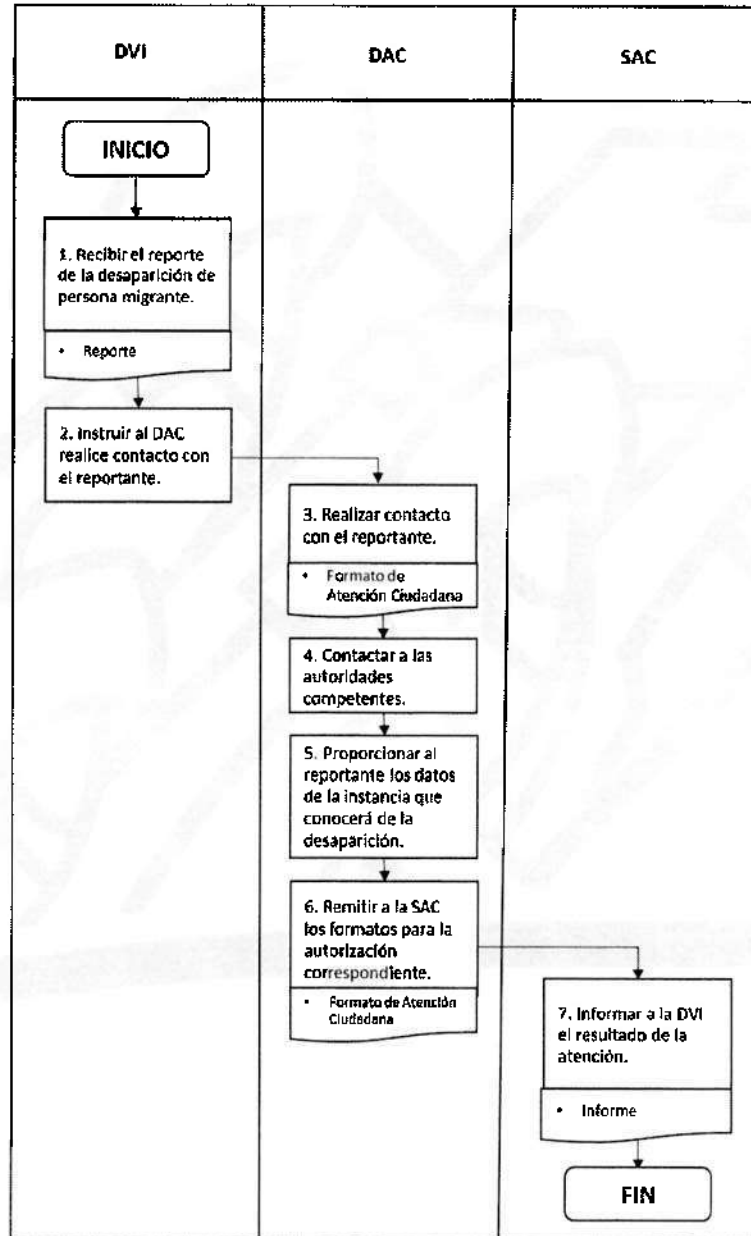 DVI
DAC
SAC
INICIO
1. Recibir el reporte
de la desaparición de
persona migrante.
• Reporte
2. Instruir al DAC
realice contacto con
el reportante.
3. Realizar contacto
con el reportante.
• Formato de
Atención Ciudadana
4. Contactar a las
autoridades
competentes.
5. Proporcionar al
reportante los datos
de la instancia que
conocerá de la
desaparición.
6. Remitir a la SAC
los formatos para la
autorización
correspondiente.
• Formato de Atención
Ciudadana
7. Informar a la DVI
el resultado de la
atención.
• Informe
FIN